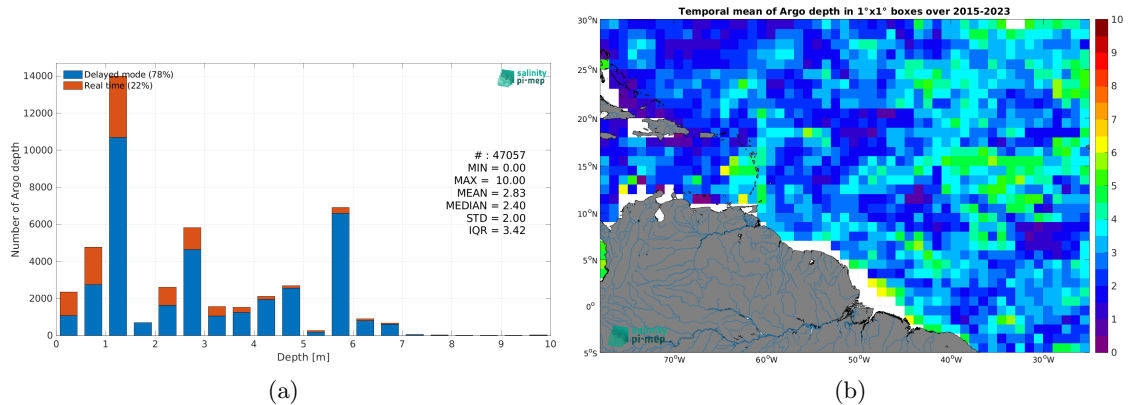 14000
12000
10000
8000
6000
4000
2000
0
Number of Argo depth
Delayed mode (78%)
Real time (22%)
salinity
pi-mep
# : 47057
MIN = 0.00
MAX = 10.00
MEAN = 2.83
MEDIAN = 2.40
STD = 2.00
IQR = 3.42
0 1 2 3 4 5 6 7 8 9 10
Depth [m]
(a)
Temporal mean of Argo depth in 1°x1° boxes over 2015-2023
30°N
25°N
20°N
15°N
10°N
5°N
0°
5°S
70°W 60°W 50°W 40°W 30°W
salinity
pi-mep
10
9
8
7
6
5
4
3
2
1
0
(b)